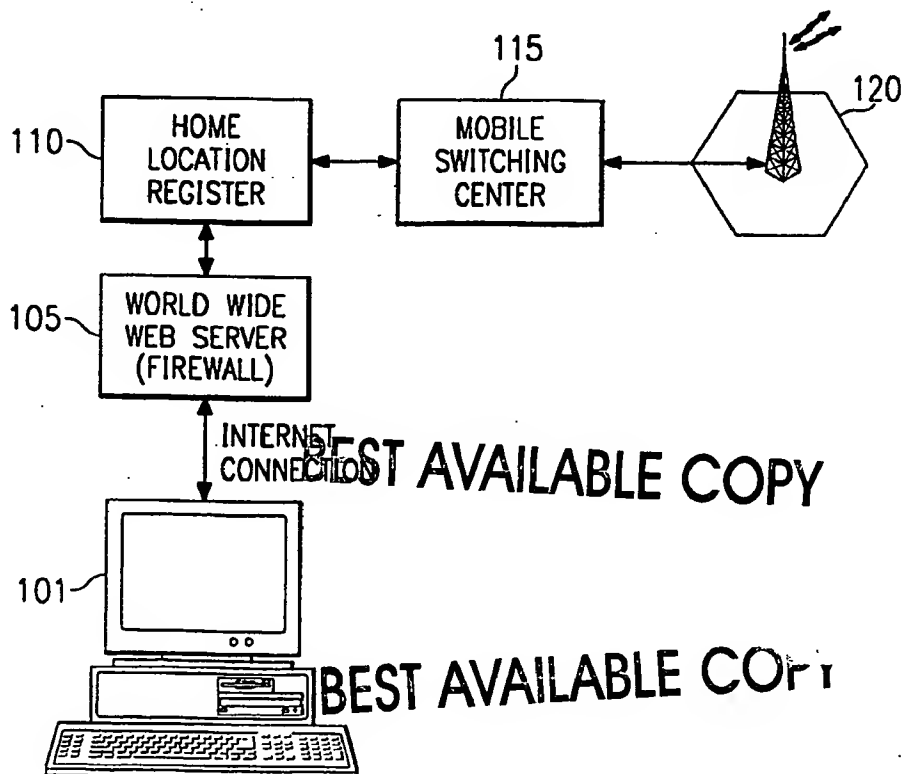 115
120
110
HOME
LOCATION
REGISTER
MOBILE
SWITCHING
CENTER
105
WORLD WIDE
WEB SERVER
(FIREWALL)
INTERNET
CONNECTION
BEST AVAILABLE COPY
101
BEST AVAILABLE COPY